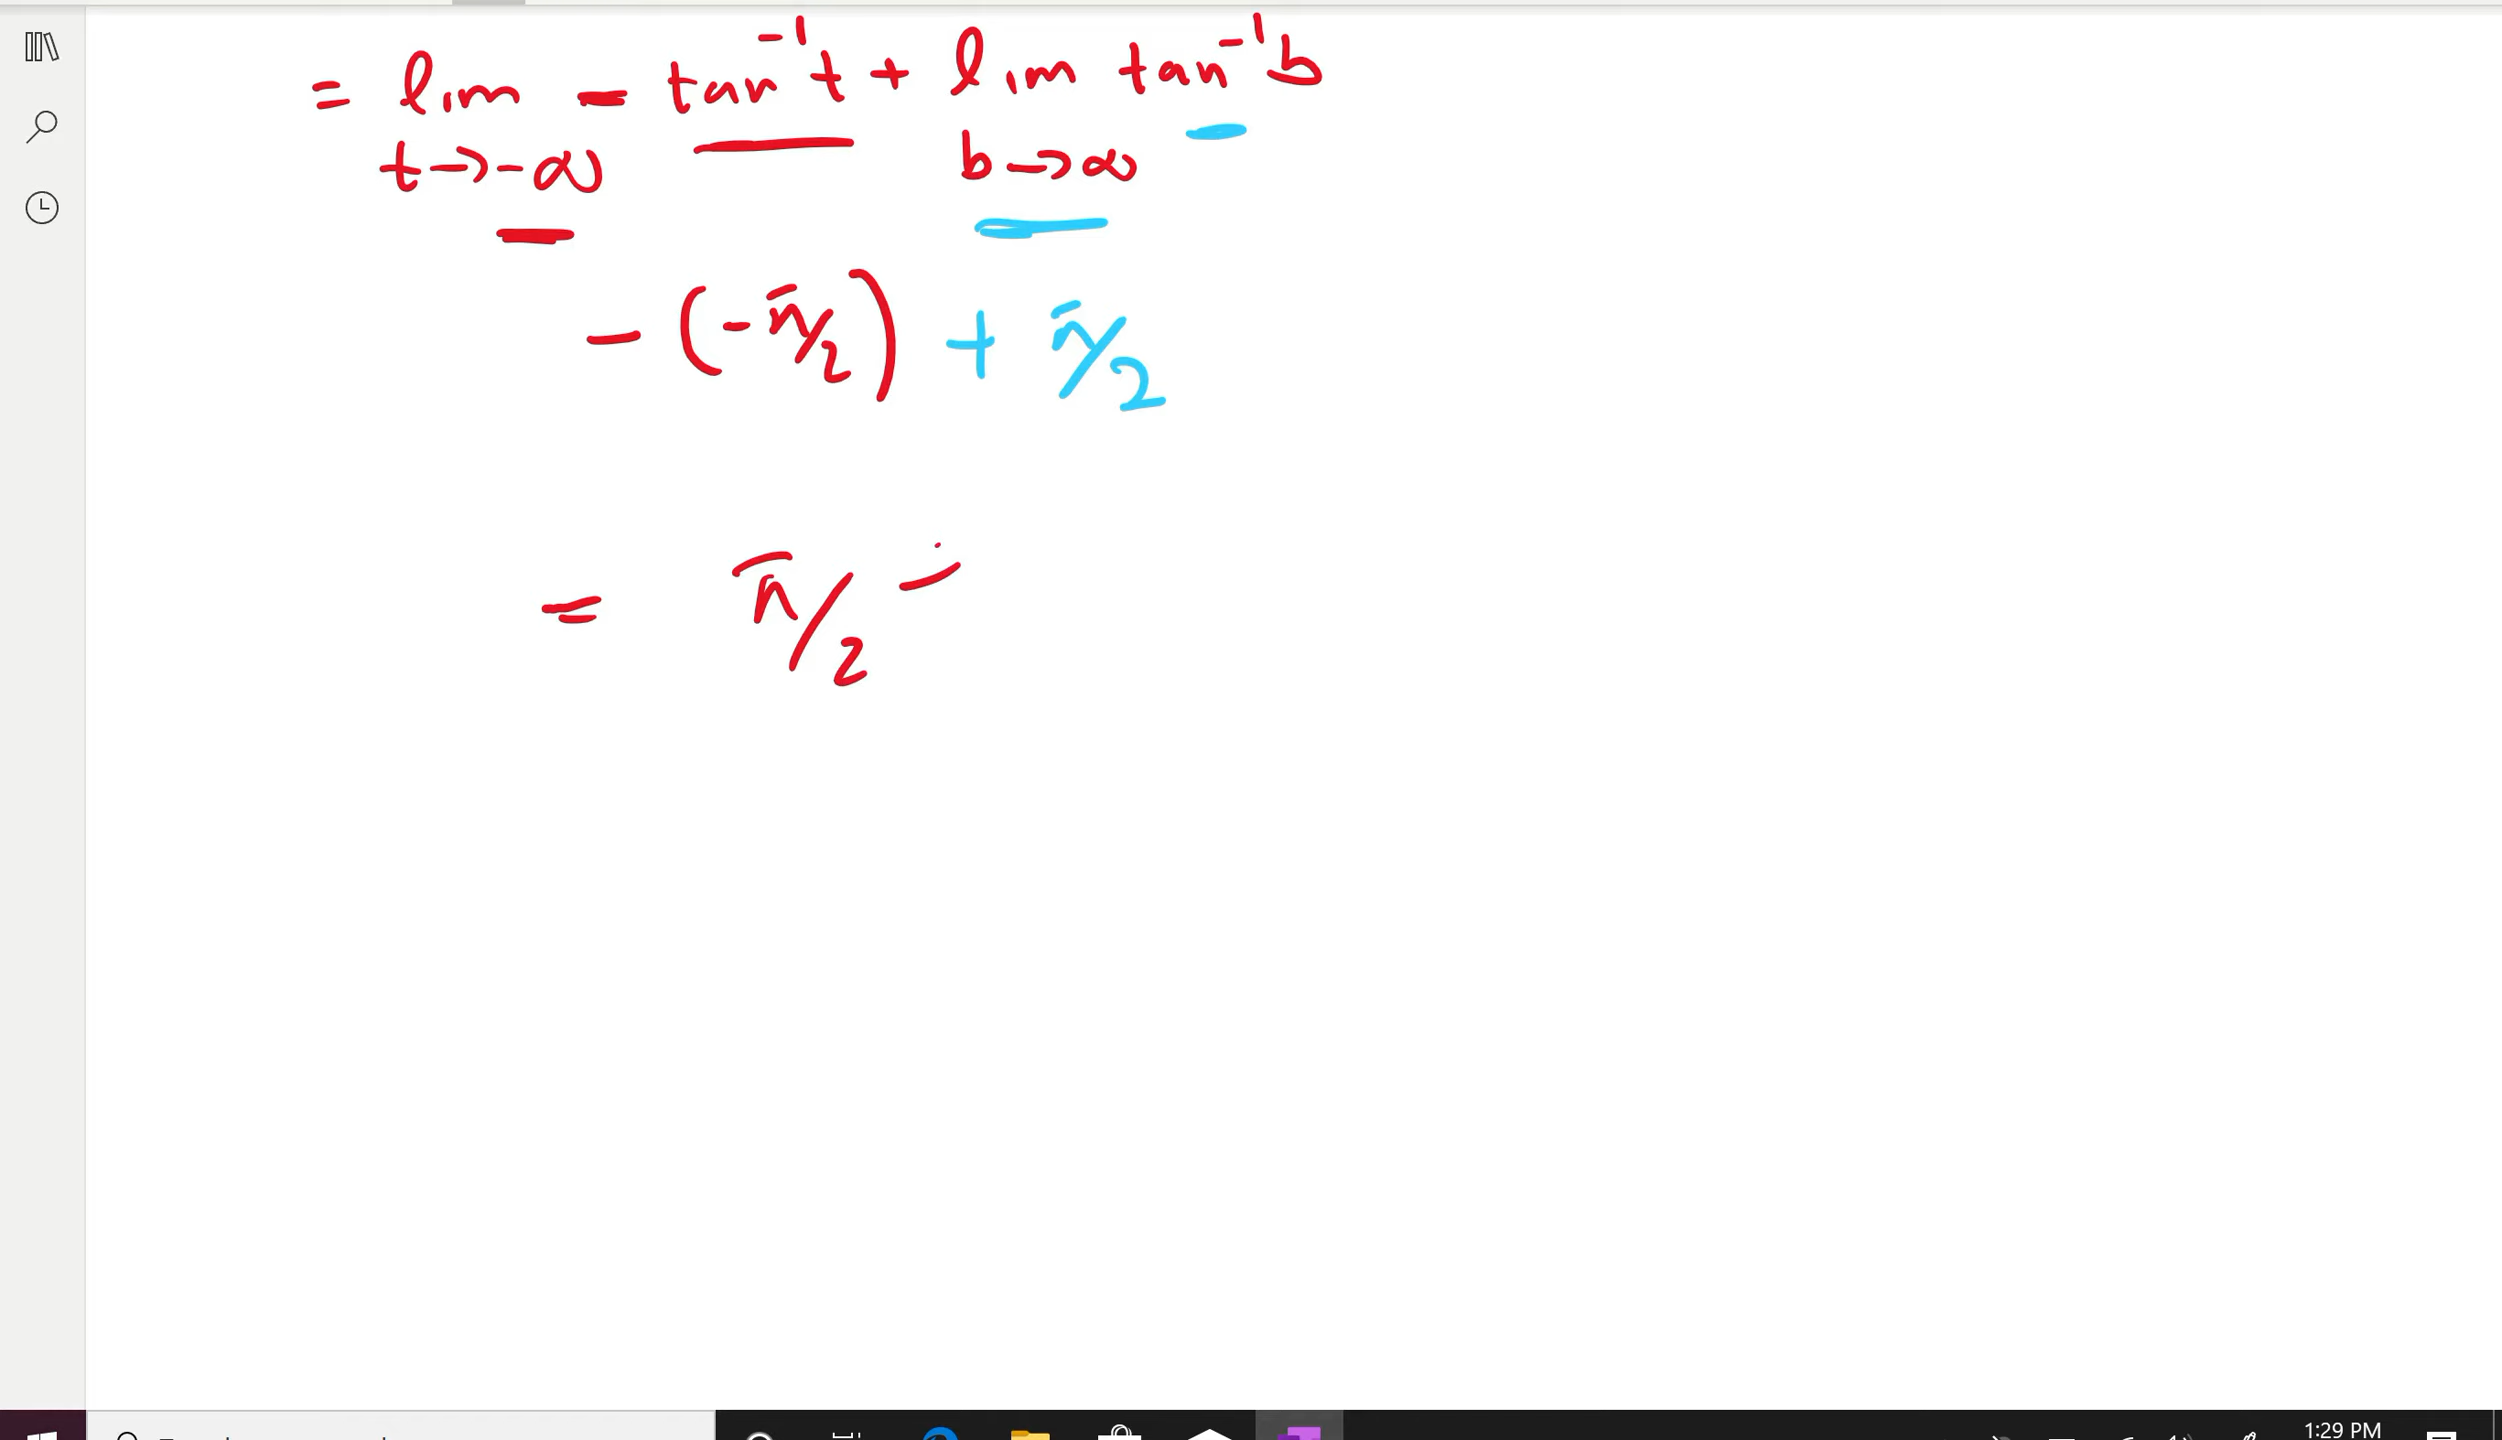 = lim = tan⁻¹t + lim tan⁻¹b
t→-∞ b→∞
-(-π/2) + π/2
= π/2 -
1:29 PM